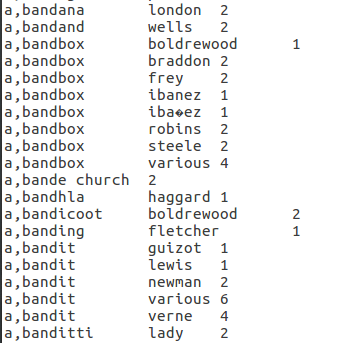 a,bandana london 2
a,bandand wells 2
a,bandbox boldrewood 1
a,bandbox braddon 2
a,bandbox frey 2
a,bandbox ibanez 1
a,bandbox iba�ez 1
a,bandbox robins 2
a,bandbox steele 2
a,bandbox various 4
a,bande church 2
a,bandhla haggard 1
a,bandicoot boldrewood 2
a,banding fletcher 1
a,bandit guizot 1
a,bandit lewis 1
a,bandit newman 2
a,bandit various 6
a,bandit verne 4
a,banditti lady 2